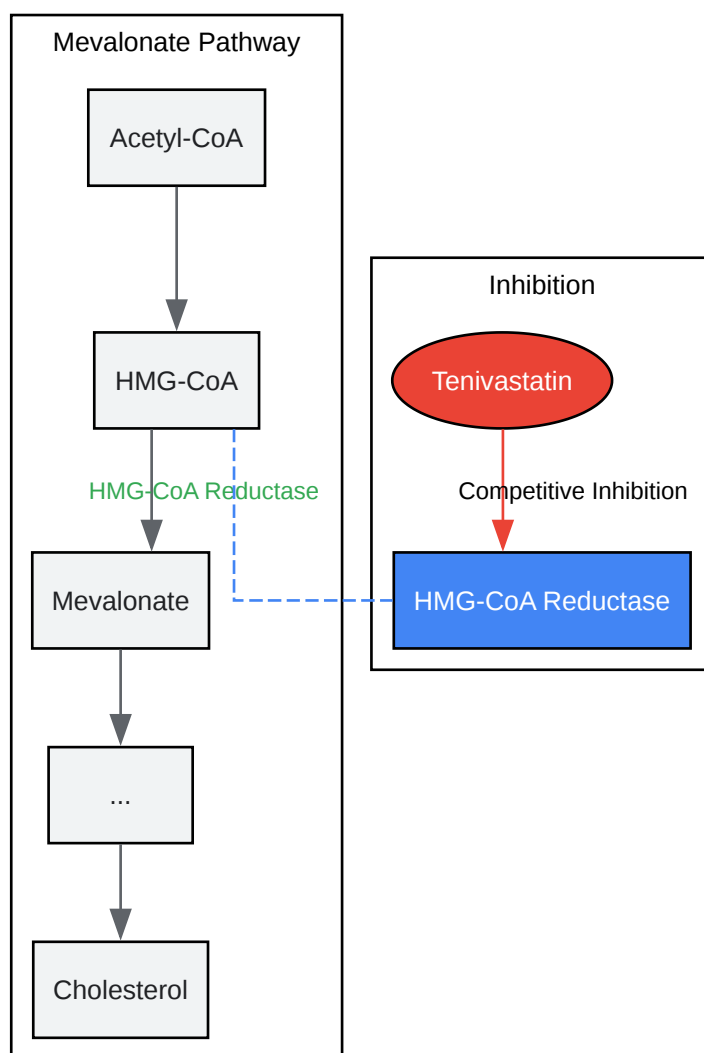 Mevalonate Pathway
Acetyl-CoA
HMG-CoA
HMG-CoA Reductase
Mevalonate
...
Cholesterol
Inhibition
Tenivastatin
Competitive Inhibition
HMG-CoA Reductase